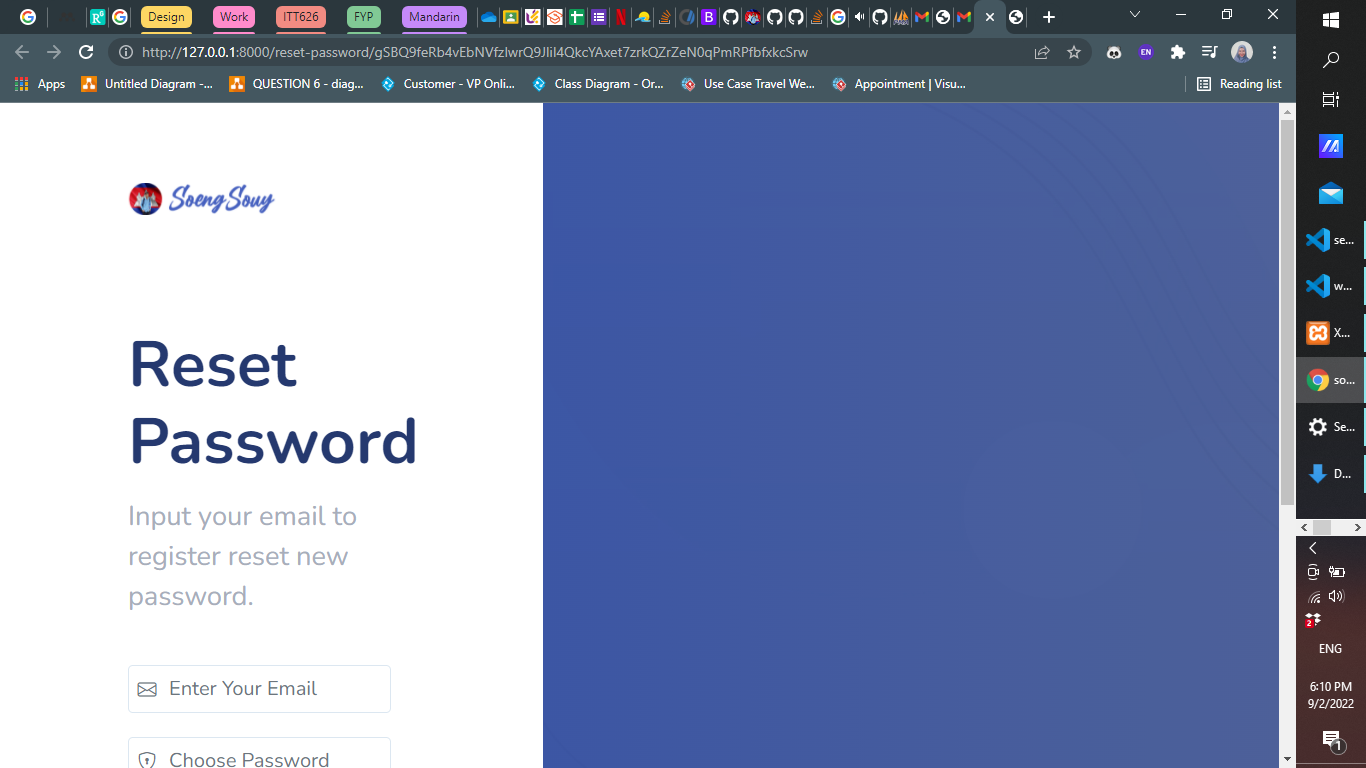 Design
Work
ITT626
FYP
Mandarin
http://127.0.0.1:8000/reset-password/gSBQ9feRb4vEbNVfzlwrQ9JliI4QkcYAxet7zrkQZrZeN0qPmRPfbfxkcSrw
EN
Apps
Untitled Diagram -...
QUESTION 6 - diag...
Customer - VP Onli...
Class Diagram - Or...
Use Case Travel We...
Appointment | Visu...
Reading list
SoengSouy
Reset
Password
Input your email to
register reset new
password.
Enter Your Email
Choose Password
se...
w...
X...
so...
Se...
D...
2
ENG
6:10 PM
9/2/2022
1